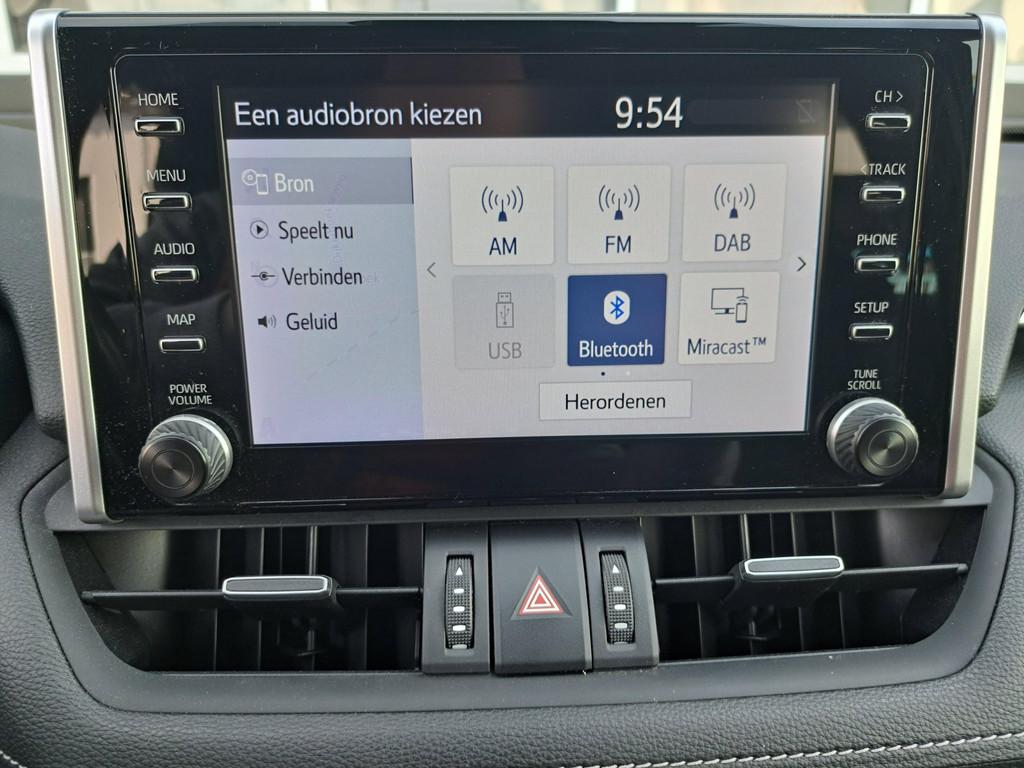 HOME
MENU
AUDIO
MAP
POWER
VOLUME
Een audiobron kiezen 9:54
Bron
Speelt nu
Verbinden
Geluid
<
AM FM DAB
>
USB Bluetooth Miracast™
Herordenen
CH >
< TRACK
PHONE
SETUP
TUNE
SCROLL